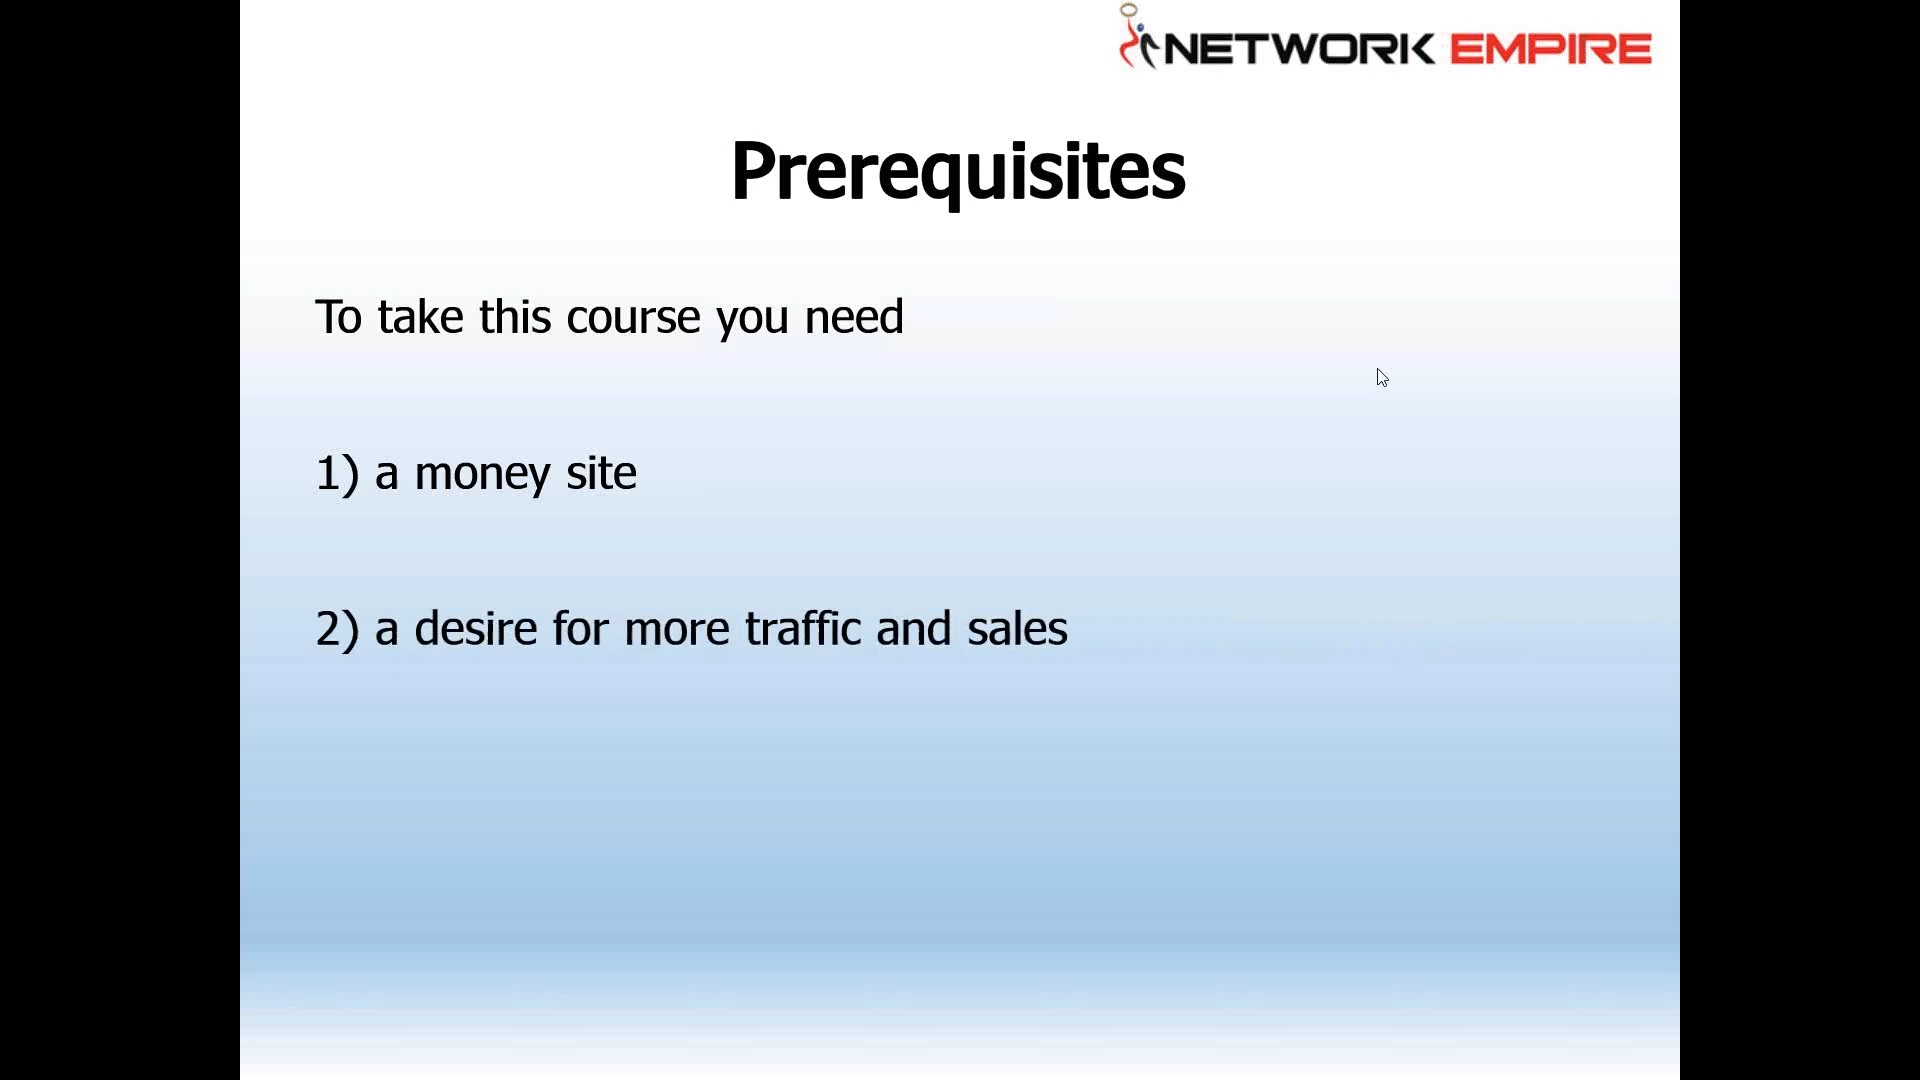 NETWORK EMPIRE
Prerequisites
To take this course you need
1) a money site
2) a desire for more traffic and sales